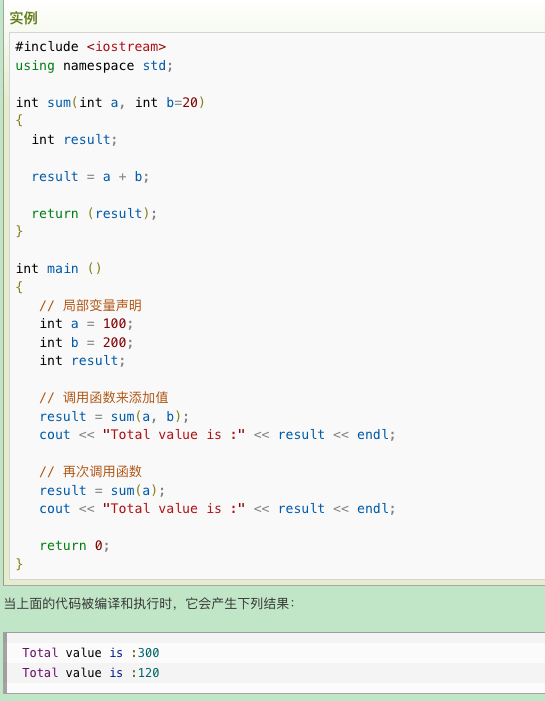 实例
#include <iostream>
using namespace std;
int sum(int a, int b=20)
{
int result;
result = a + b;
return (result);
}
int main ()
{
// 局部变量声明
int a = 100;
int b = 200;
int result;
// 调用函数来添加值
result = sum(a, b);
cout << "Total value is :" << result << endl;
// 再次调用函数
result = sum(a);
cout << "Total value is :" << result << endl;
return 0;
}
当上面的代码被编译和执行时，它会产生下列结果：
Total value is :300
Total value is :120